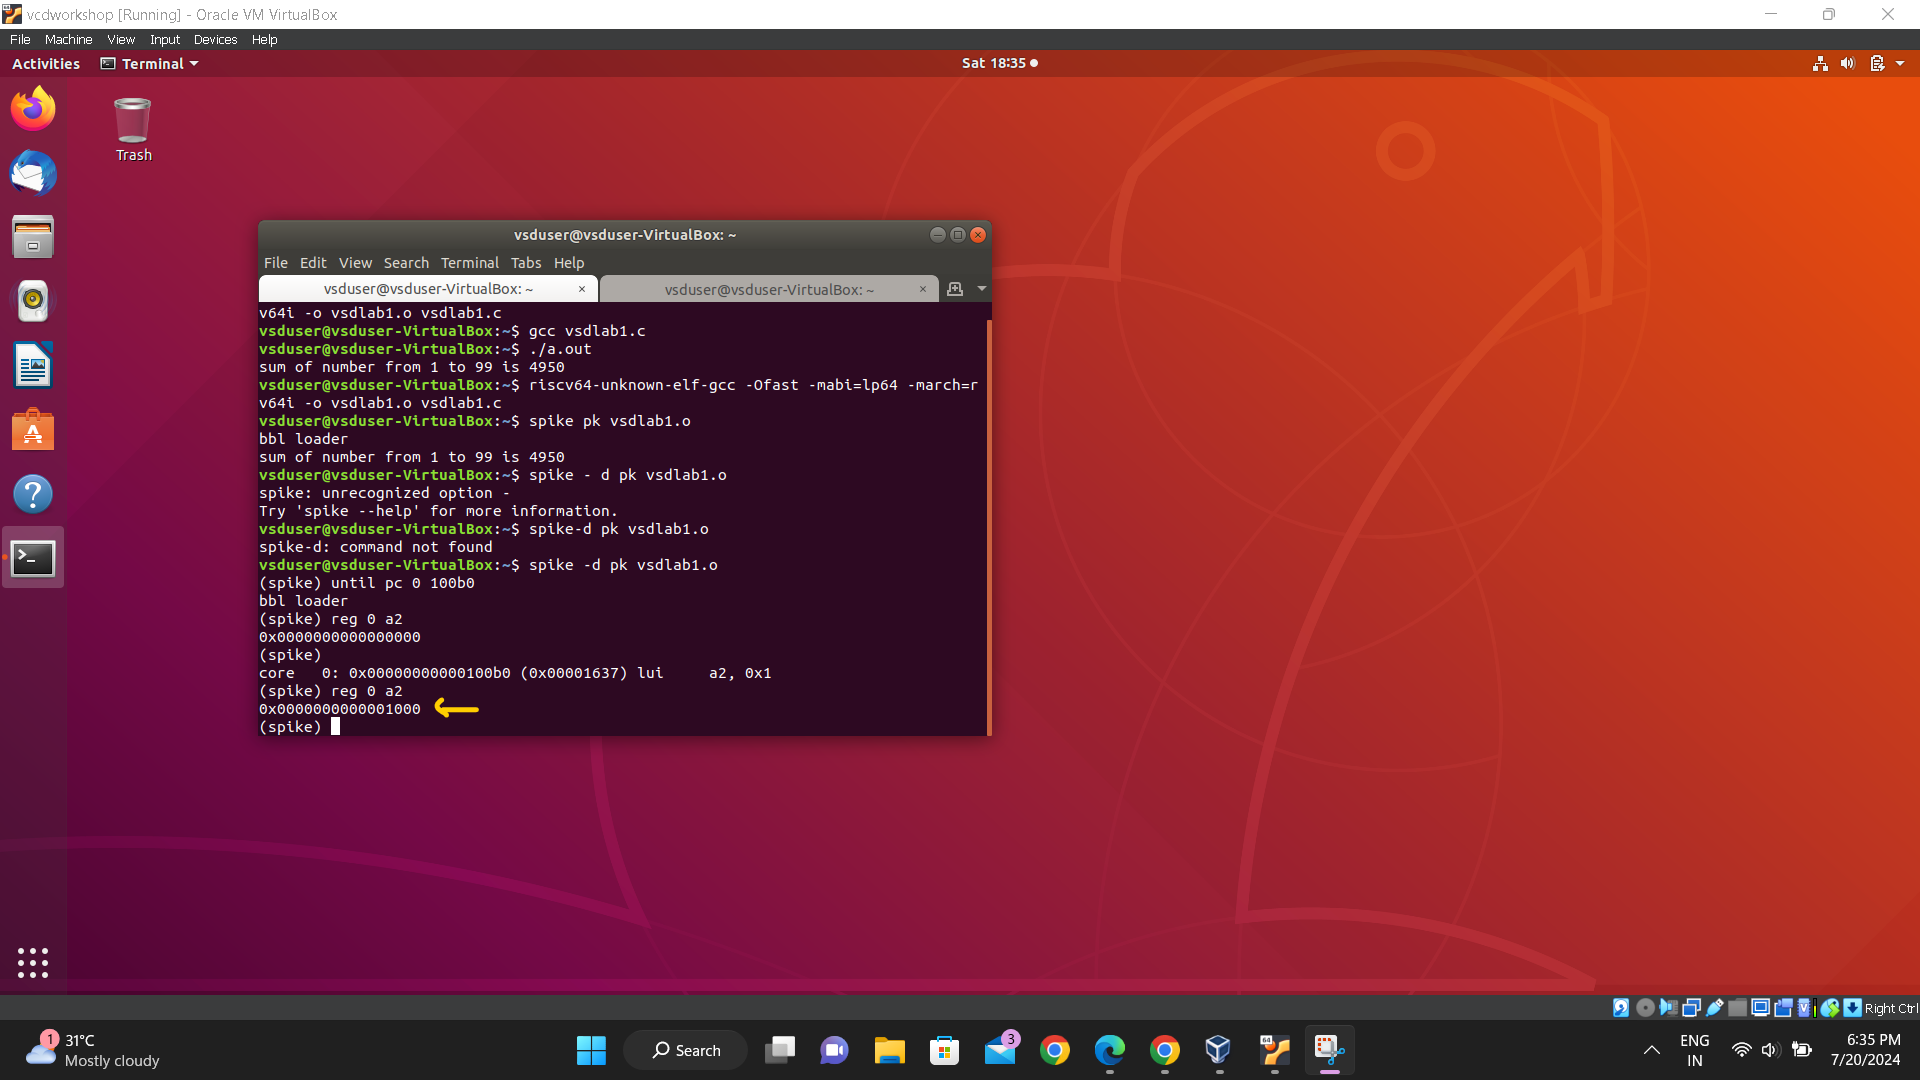 vcdworkshop [Running] - Oracle VM VirtualBox
File Machine View Input Devices Help
Activities Terminal Sat 18:35
Trash
vsduser@vsduser-VirtualBox: ~
File Edit View Search Terminal Tabs Help
vsduser@vsduser-VirtualBox: ~ × vsduser@vsduser-VirtualBox: ~ ×
v64i -o vsdlab1.o vsdlab1.c
vsduser@vsduser-VirtualBox:~$ gcc vsdlab1.c
vsduser@vsduser-VirtualBox:~$ ./a.out
sum of number from 1 to 99 is 4950
vsduser@vsduser-VirtualBox:~$ riscv64-unknown-elf-gcc -Ofast -mabi=lp64 -march=r
v64i -o vsdlab1.o vsdlab1.c
vsduser@vsduser-VirtualBox:~$ spike pk vsdlab1.o
bbl loader
sum of number from 1 to 99 is 4950
vsduser@vsduser-VirtualBox:~$ spike - d pk vsdlab1.o
spike: unrecognized option -
Try 'spike --help' for more information.
vsduser@vsduser-VirtualBox:~$ spike-d pk vsdlab1.o
spike-d: command not found
vsduser@vsduser-VirtualBox:~$ spike -d pk vsdlab1.o
(spike) until pc 0 100b0
bbl loader
(spike) reg 0 a2
0x0000000000000000
(spike)
core   0: 0x00000000000100b0 (0x00001637) lui     a2, 0x1
(spike) reg 0 a2
0x0000000000001000
(spike)
Right Ctrl
1 31°C
Mostly cloudy
Search
3
64
ENG
IN
6:35 PM
7/20/2024